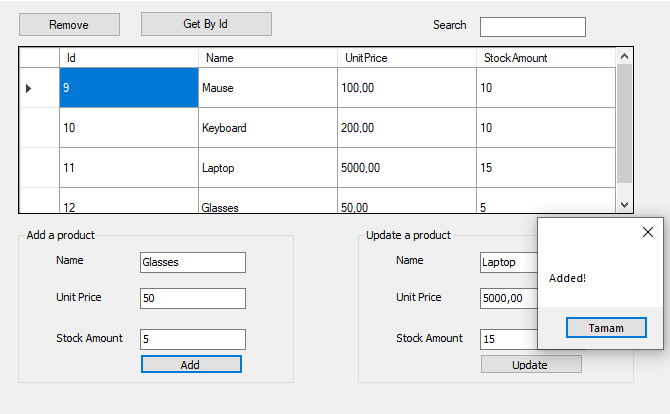 Remove Get By Id Search
Id Name UnitPrice StockAmount
9 Mause 100,00 10
10 Keyboard 200,00 10
11 Laptop 5000,00 15
12 Glasses 50,00 5
Add a product
Name Glasses
Unit Price 50
Stock Amount 5
Add
Update a product
Name Laptop
Unit Price 5000,00
Stock Amount 15
Update
Added!
Tamam